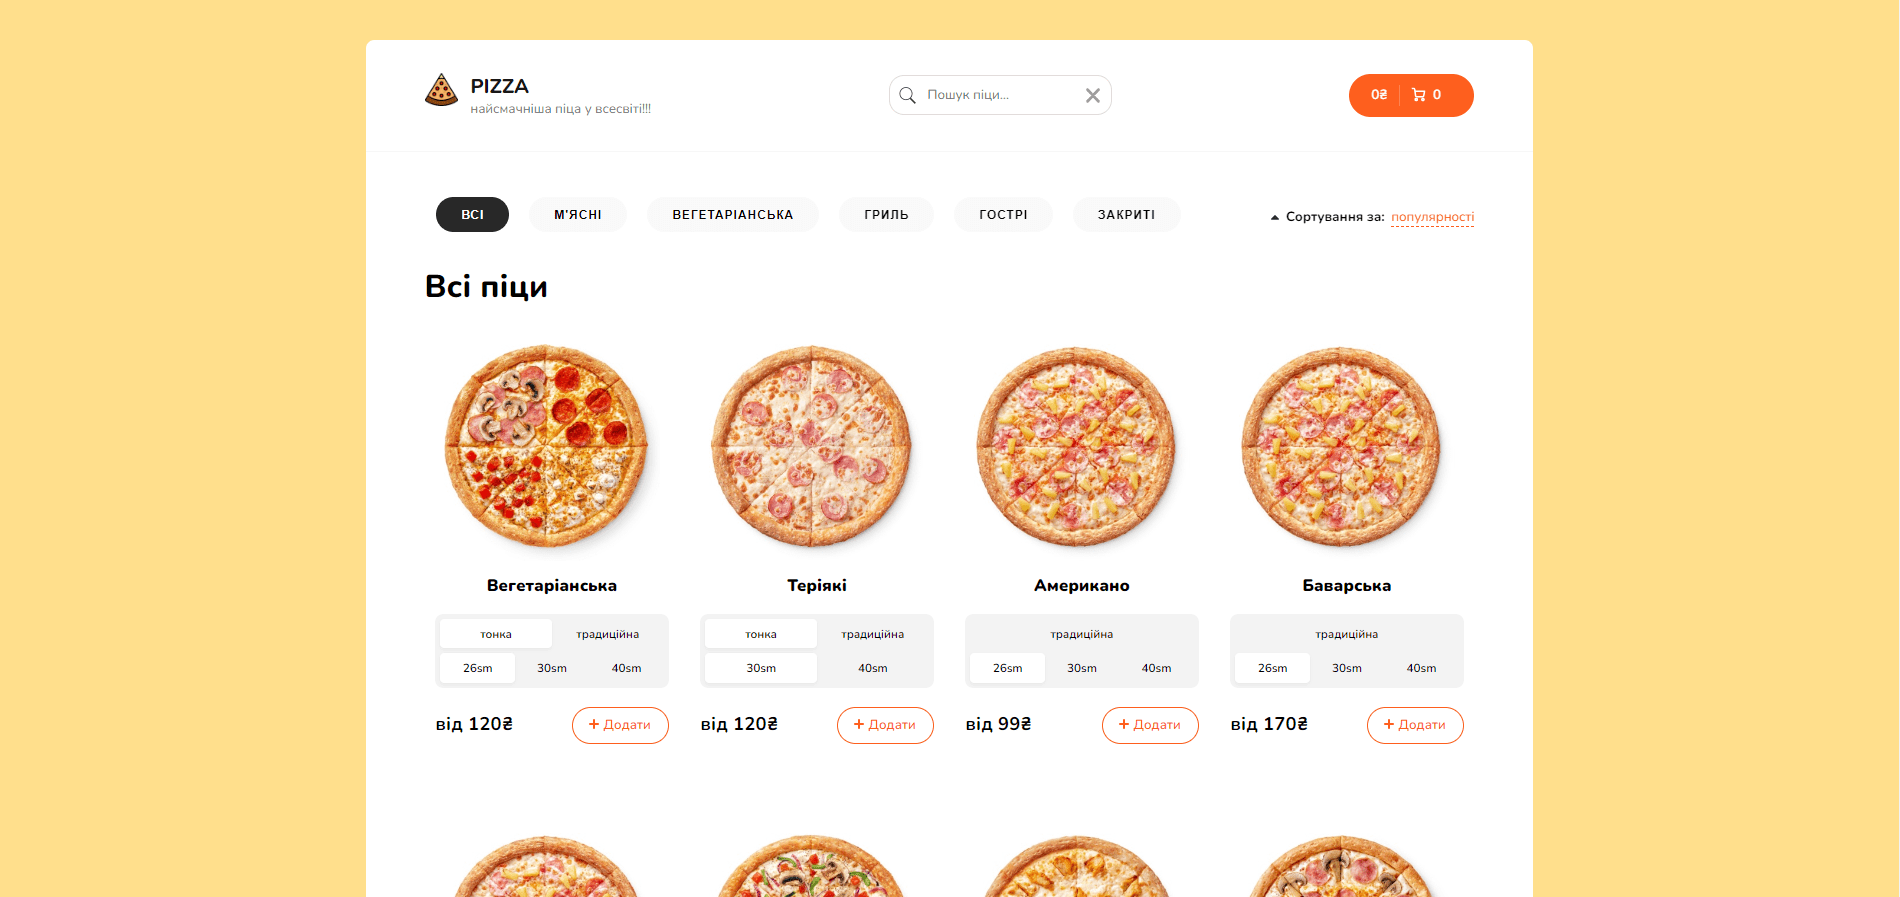 PIZZA
найсмачніша піца у всесвіті!!!
Пошук піци...
0₴ 0
ВСІ М'ЯСНІ ВЕГЕТАРІАНСЬКА ГРИЛЬ ГОСТРІ ЗАКРИТІ Сортування за: популярності
Всі піци
Вегетаріанська Теріякі Американо Баварська
тонка традиційна тонка традиційна традиційна традиційна
26sm 30sm 40sm 30sm 40sm 26sm 30sm 40sm 26sm 30sm 40sm
від 120₴ + Додати від 120₴ + Додати від 99₴ + Додати від 170₴ + Додати